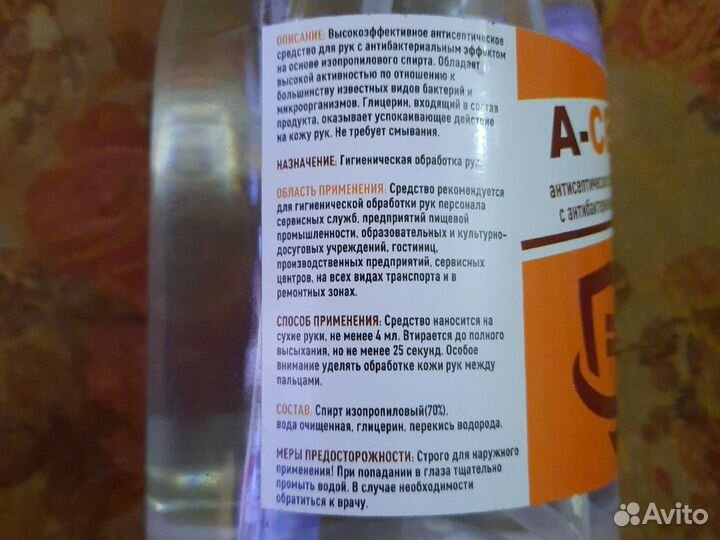 ОПИСАНИЕ: Высокоэффективное антисептическое
средство для рук с антибактериальным эффектом
на основе изопропилового спирта. Обладает
высокой активностью по отношению к
большинству известных видов бактерий и
микроорганизмов. Глицерин, входящий в состав
продукта, оказывает успокаивающее действие
на кожу рук. Не требует смывания.
НАЗНАЧЕНИЕ: Гигиеническая обработка рук.
ОБЛАСТЬ ПРИМЕНЕНИЯ: Средство рекомендуется
для гигиенической обработки рук персонала
сервисных служб, предприятий пищевой
промышленности, образовательных и культурно-
досуговых учреждений, гостиниц,
производственных предприятий, сервисных
центров, на всех видах транспорта и в
ремонтных зонах.
СПОСОБ ПРИМЕНЕНИЯ: Средство наносится на
сухие руки, не менее 4 мл. Втирается до полного
высыхания, но не менее 25 секунд. Особое
внимание уделять обработке кожи рук между
пальцами.
СОСТАВ: Спирт изопропиловый(70%),
вода очищенная, глицерин, перекись водорода.
МЕРЫ ПРЕДОСТОРОЖНОСТИ: Строго для наружного
применения! При попадании в глаза тщательно
промыть водой. В случае необходимости
обратиться к врачу.
А-С
антисептическ
с антибактер
Avito